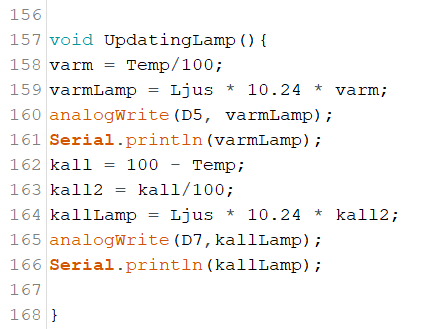 156
157 void UpdatingLamp(){
158 varm = Temp/100;
159 varmLamp = Ljus * 10.24 * varm;
160 analogWrite(D5, varmLamp);
161 Serial.println(varmLamp);
162 kall = 100 - Temp;
163 kall2 = kall/100;
164 kallLamp = Ljus * 10.24 * kall2;
165 analogWrite(D7,kallLamp);
166 Serial.println(kallLamp);
167
168 }